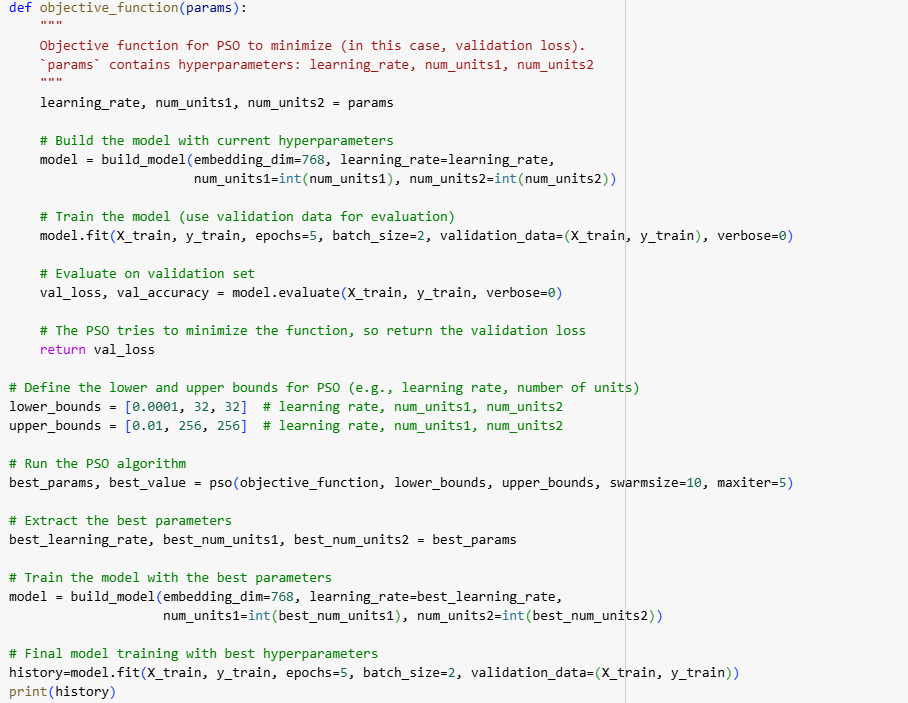 def objective_function(params):
    """
    Objective function for PSO to minimize (in this case, validation loss).
    `params` contains hyperparameters: learning_rate, num_units1, num_units2
    """
    learning_rate, num_units1, num_units2 = params
    # Build the model with current hyperparameters
    model = build_model(embedding_dim=768, learning_rate=learning_rate,
                        num_units1=int(num_units1), num_units2=int(num_units2))
    # Train the model (use validation data for evaluation)
    model.fit(X_train, y_train, epochs=5, batch_size=2, validation_data=(X_train, y_train), verbose=0)
    # Evaluate on validation set
    val_loss, val_accuracy = model.evaluate(X_train, y_train, verbose=0)
    # The PSO tries to minimize the function, so return the validation loss
    return val_loss
# Define the lower and upper bounds for PSO (e.g., learning rate, number of units)
lower_bounds = [0.0001, 32, 32]  # learning rate, num_units1, num_units2
upper_bounds = [0.01, 256, 256]  # learning rate, num_units1, num_units2
# Run the PSO algorithm
best_params, best_value = pso(objective_function, lower_bounds, upper_bounds, swarmsize=10, maxiter=5)
# Extract the best parameters
best_learning_rate, best_num_units1, best_num_units2 = best_params
# Train the model with the best parameters
model = build_model(embedding_dim=768, learning_rate=best_learning_rate,
                    num_units1=int(best_num_units1), num_units2=int(best_num_units2))
# Final model training with best hyperparameters
history=model.fit(X_train, y_train, epochs=5, batch_size=2, validation_data=(X_train, y_train))
print(history)